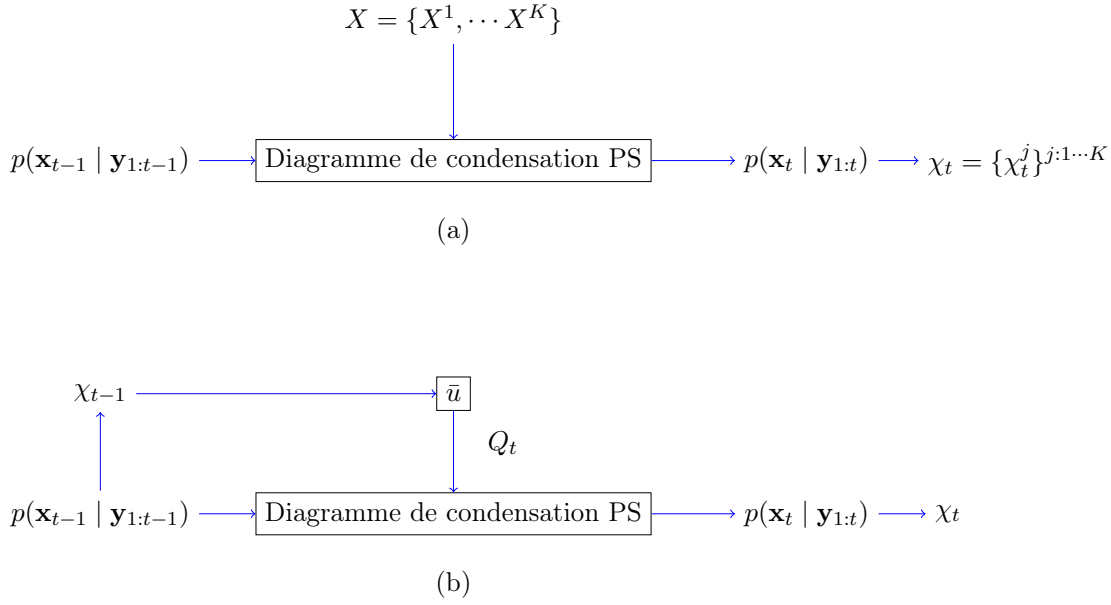 X = {X^1, ⋯ X^K}
p(x_{t−1} | y_{1:t−1}) Diagramme de condensation PS p(x_t | y_{1:t}) χ_t = {χ_t^j}^{j:1⋯K}
(a)
χ_{t−1} ū
Q_t
p(x_{t−1} | y_{1:t−1}) Diagramme de condensation PS p(x_t | y_{1:t}) χ_t
(b)